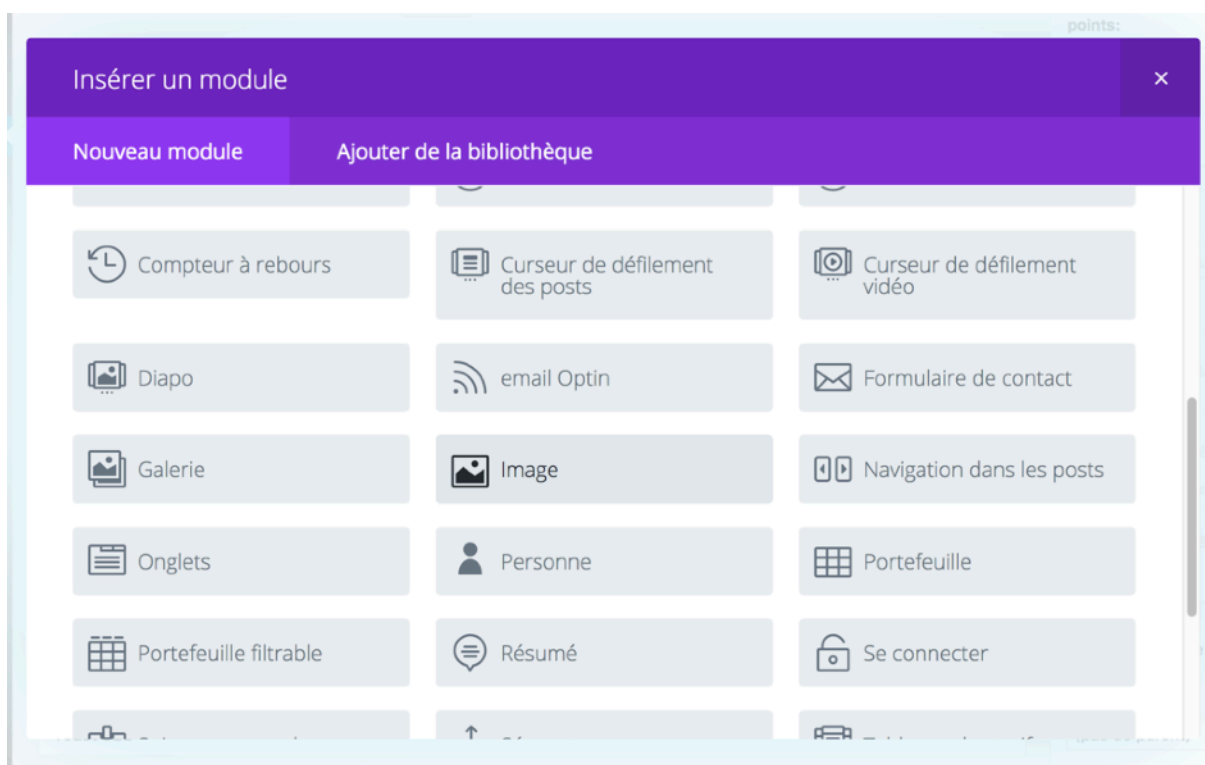 points:
Insérer un module
×
Nouveau module
Ajouter de la bibliothèque
Compteur à rebours
Curseur de défilement
des posts
Curseur de défilement
vidéo
Diapo
email Optin
Formulaire de contact
Galerie
Image
Navigation dans les posts
Onglets
Personne
Portefeuille
Portefeuille filtrable
Résumé
Se connecter